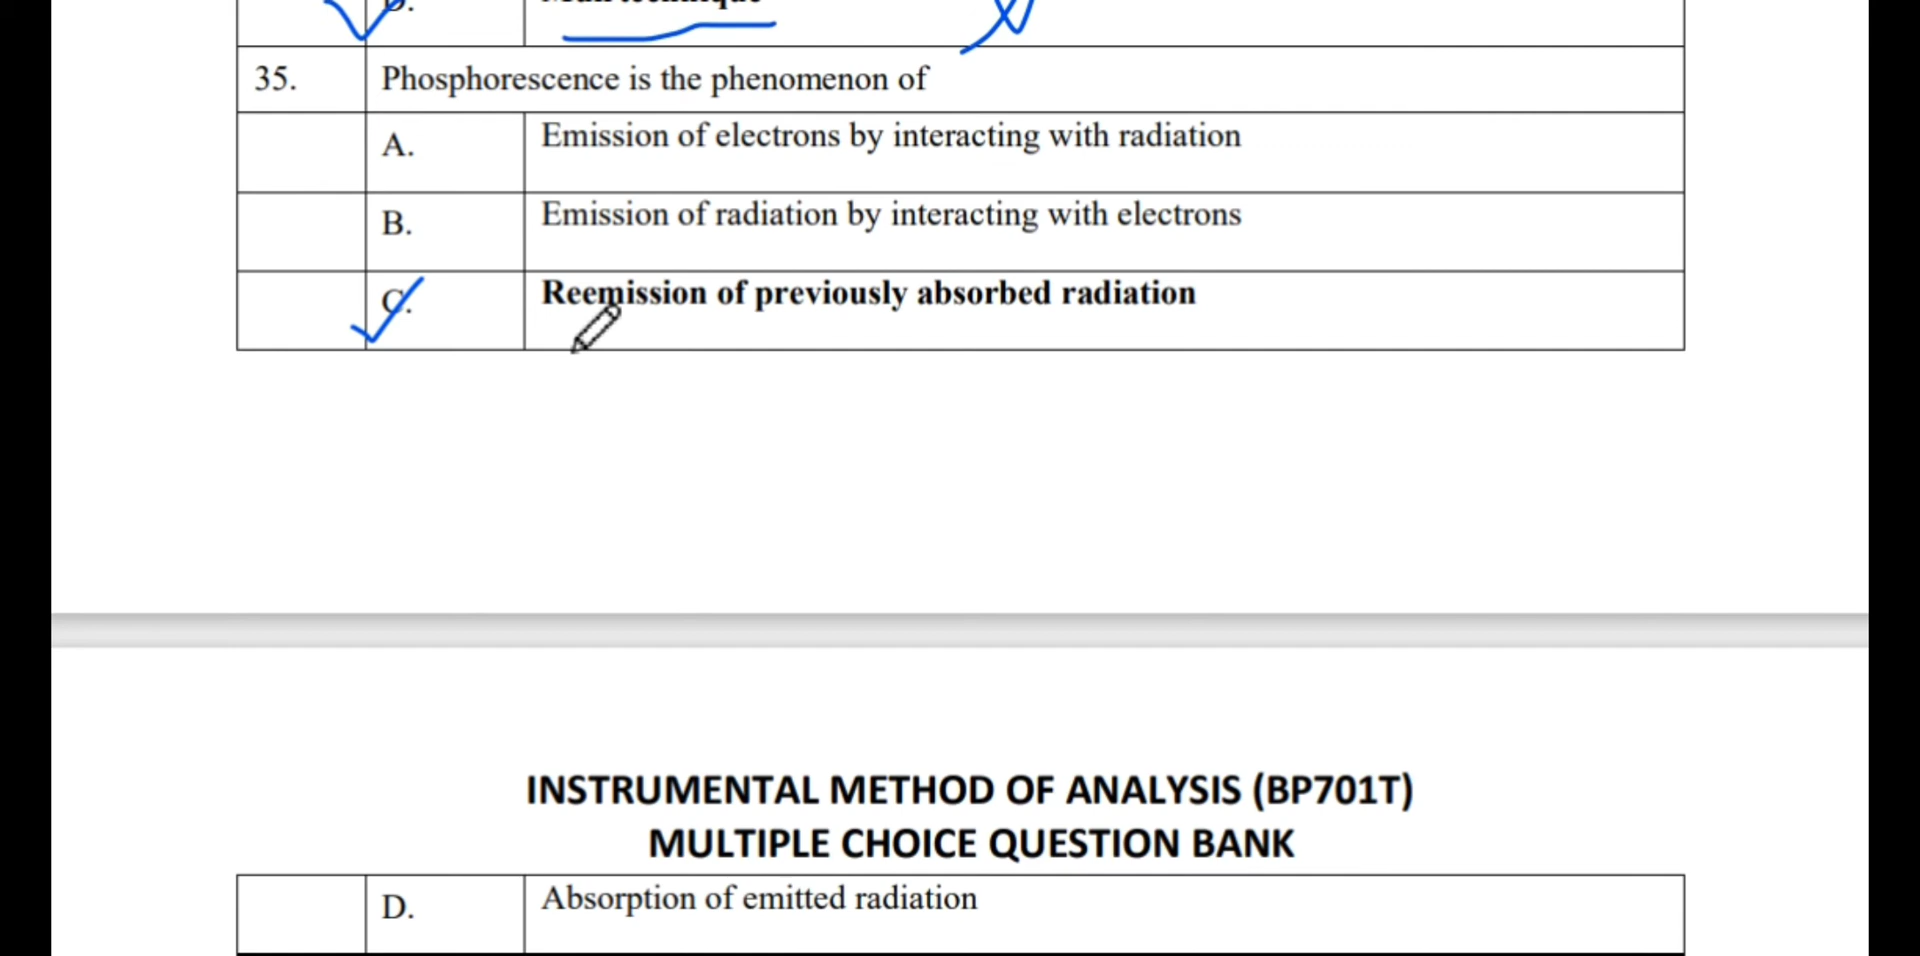 D.
35. Phosphorescence is the phenomenon of
A. Emission of electrons by interacting with radiation
B. Emission of radiation by interacting with electrons
C. Reemission of previously absorbed radiation
INSTRUMENTAL METHOD OF ANALYSIS (BP701T)
MULTIPLE CHOICE QUESTION BANK
D. Absorption of emitted radiation